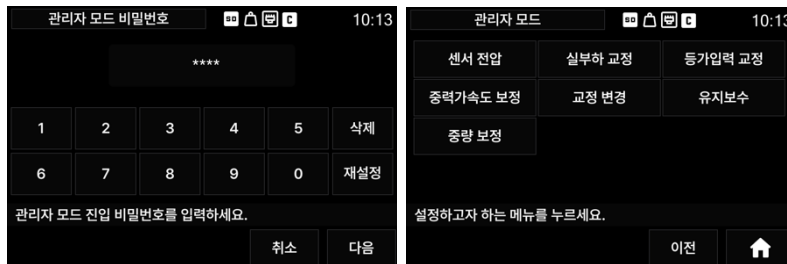 관리자 모드 비밀번호 SD C 10:13
****
1 2 3 4 5 삭제
6 7 8 9 0 재설정
관리자 모드 진입 비밀번호를 입력하세요.
취소 다음
관리자 모드 SD C 10:13
센서 전압 실부하 교정 등가입력 교정
중력가속도 보정 교정 변경 유지보수
중량 보정
설정하고자 하는 메뉴를 누르세요.
이전